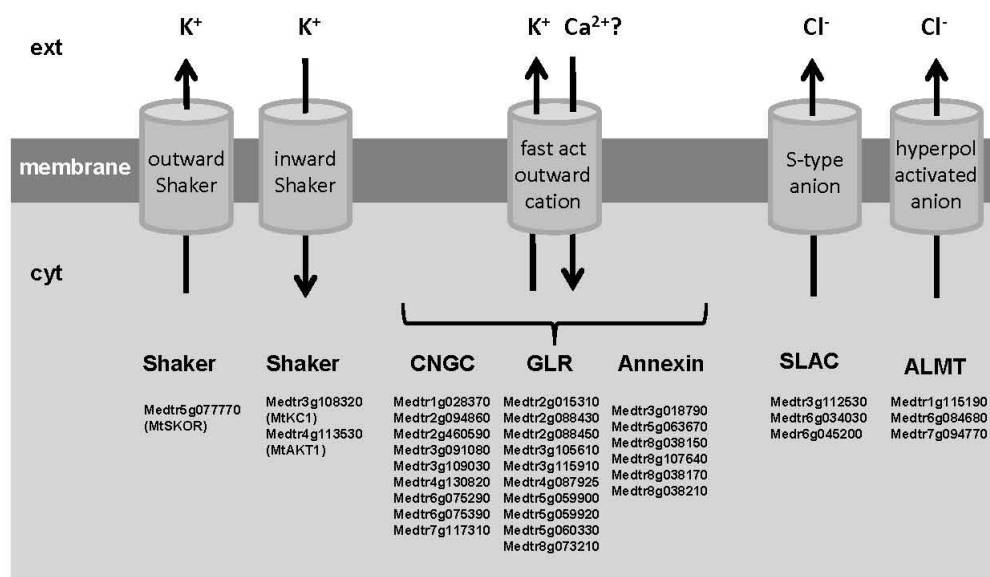 ext
K⁺
K⁺
K⁺
Ca²⁺?
Cl⁻
Cl⁻
membrane
outward
Shaker
inward
Shaker
fast act
outward
cation
S-type
anion
hyperpol
activated
anion
cyt
Shaker
Medtr5g077770
(MtSKOR)
Shaker
Medtr3g108320
(MtKC1)
Medtr4g113530
(MtAKT1)
CNGC
Medtr1g028370
Medtr2g094860
Medtr2g460590
Medtr3g091080
Medtr3g109030
Medtr4g130820
Medtr6g075290
Medtr6g075390
Medtr7g117310
GLR
Medtr2g015310
Medtr2g088430
Medtr2g088450
Medtr3g105610
Medtr3g115910
Medtr4g087925
Medtr5g059900
Medtr5g059920
Medtr5g060330
Medtr8g073210
Annexin
Medtr3g018790
Medtr5g063670
Medtr8g038150
Medtr8g107640
Medtr8g038170
Medtr8g038210
SLAC
Medtr3g112530
Medtr6g034030
Medr6g045200
ALMT
Medtr1g115190
Medtr6g084680
Medtr7g094770